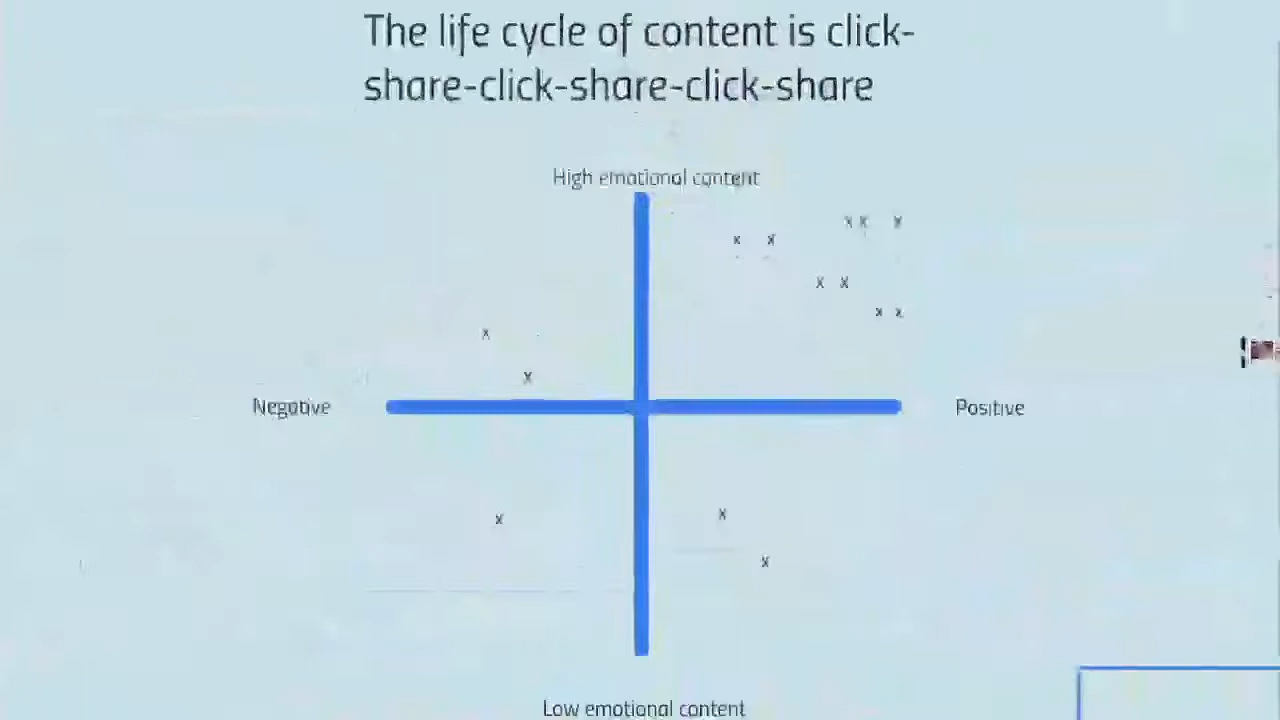 The life cycle of content is click-
share-click-share-click-share
High emotional content
x x x
x x
x x
x x
x
x
Negative
Positive
x
x
x
Low emotional content